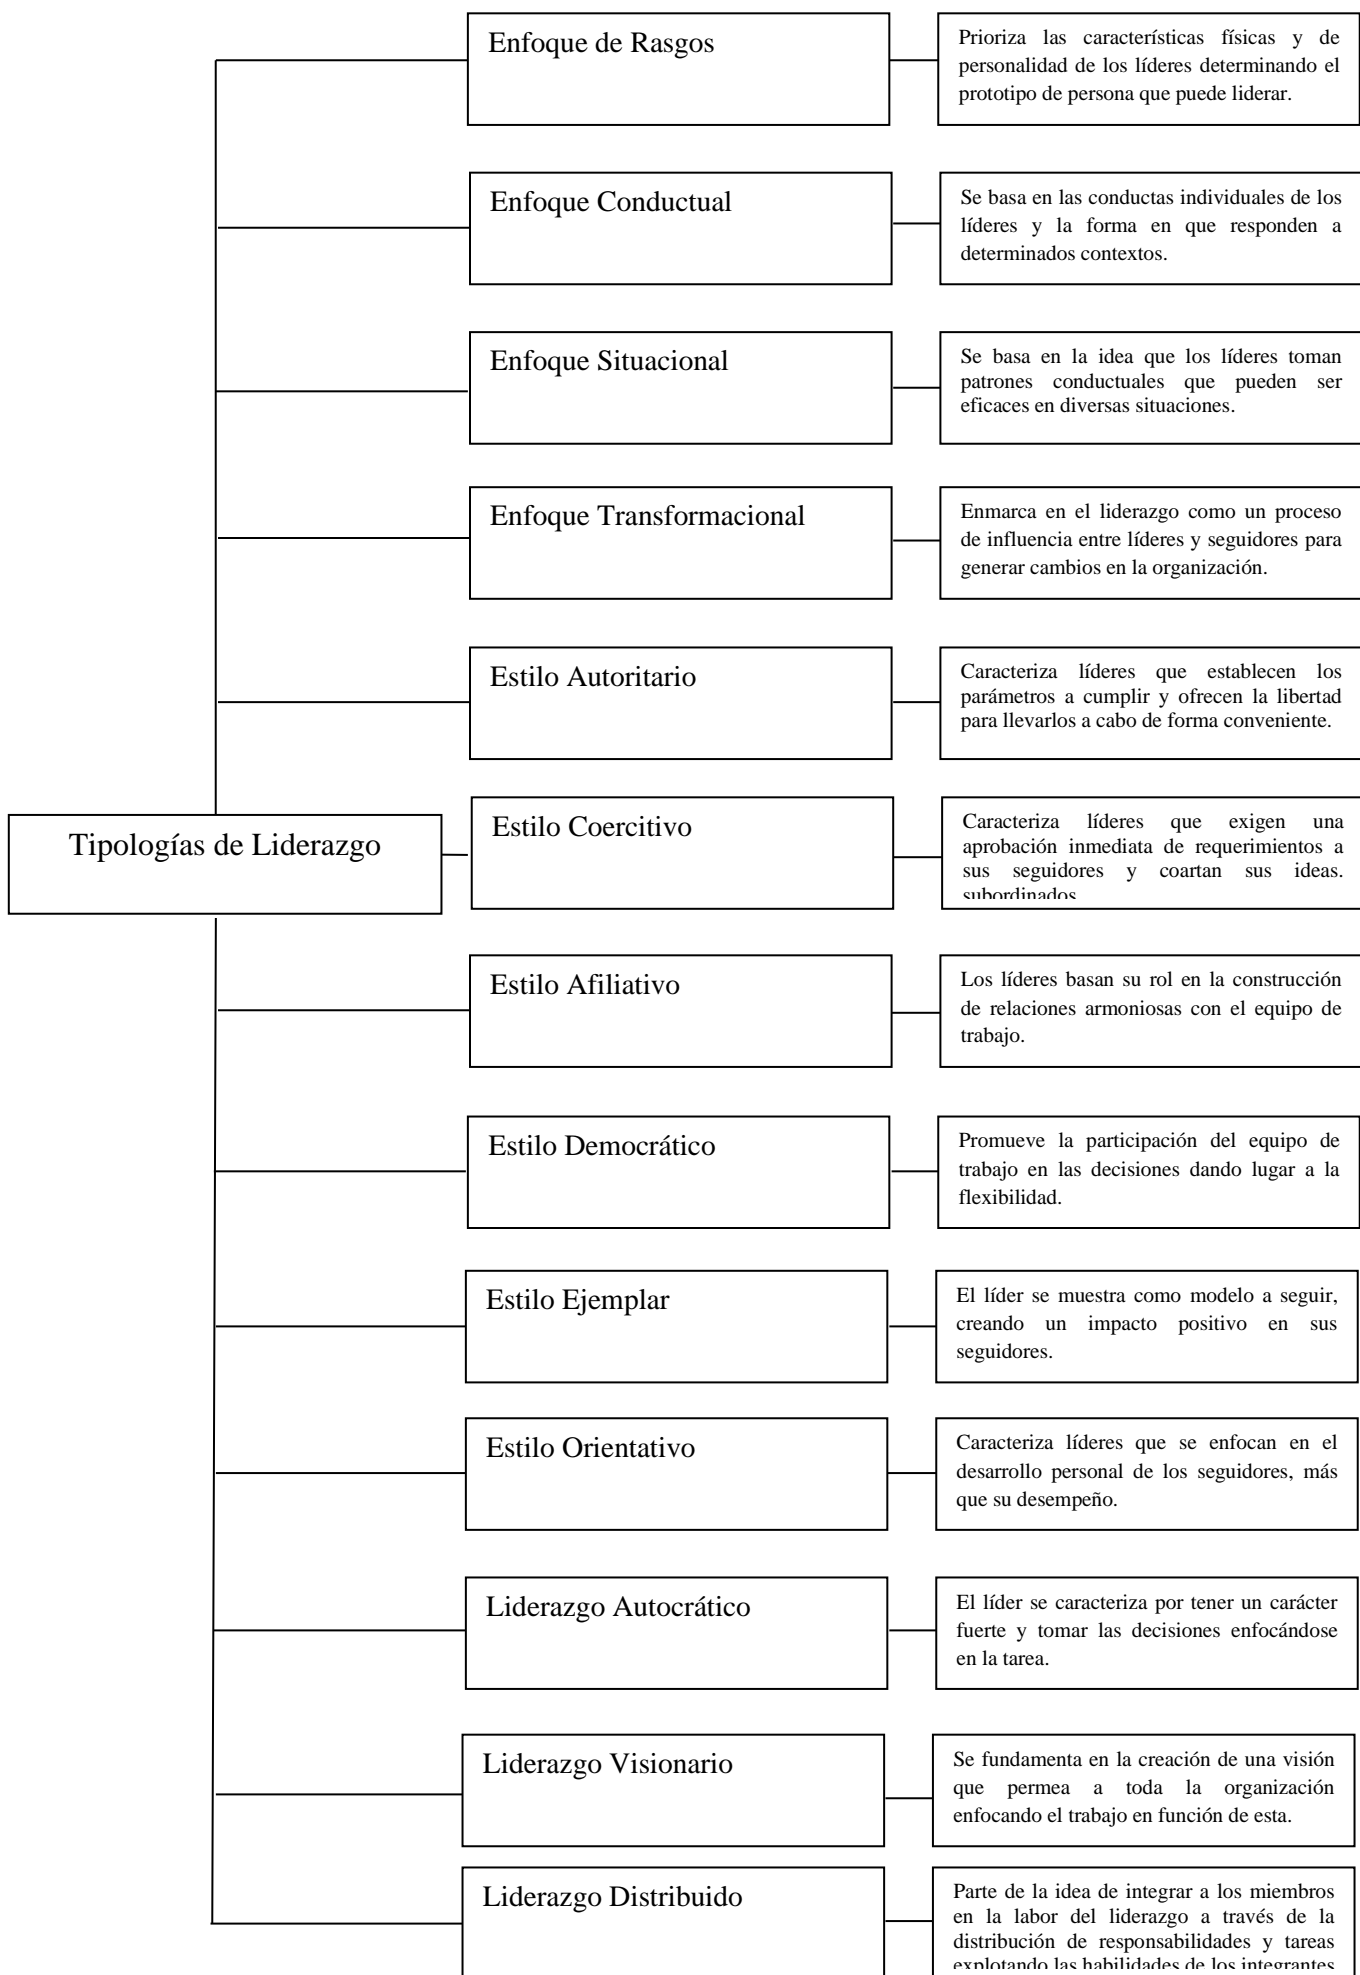 Enfoque de Rasgos
Prioriza las características físicas y de
personalidad de los líderes determinando el
prototipo de persona que puede liderar.
Enfoque Conductual
Se basa en las conductas individuales de los
líderes y la forma en que responden a
determinados contextos.
Enfoque Situacional
Se basa en la idea que los líderes toman
patrones conductuales que pueden ser
eficaces en diversas situaciones.
Enfoque Transformacional
Enmarca en el liderazgo como un proceso
de influencia entre líderes y seguidores para
generar cambios en la organización.
Estilo Autoritario
Caracteriza líderes que establecen los
parámetros a cumplir y ofrecen la libertad
para llevarlos a cabo de forma conveniente.
Tipologías de Liderazgo
Estilo Coercitivo
Caracteriza líderes que exigen una
aprobación inmediata de requerimientos a
sus seguidores y coartan sus ideas.
subordinados
Estilo Afiliativo
Los líderes basan su rol en la construcción
de relaciones armoniosas con el equipo de
trabajo.
Estilo Democrático
Promueve la participación del equipo de
trabajo en las decisiones dando lugar a la
flexibilidad.
Estilo Ejemplar
El líder se muestra como modelo a seguir,
creando un impacto positivo en sus
seguidores.
Estilo Orientativo
Caracteriza líderes que se enfocan en el
desarrollo personal de los seguidores, más
que su desempeño.
Liderazgo Autocrático
El líder se caracteriza por tener un carácter
fuerte y tomar las decisiones enfocándose
en la tarea.
Liderazgo Visionario
Se fundamenta en la creación de una visión
que permea a toda la organización
enfocando el trabajo en función de esta.
Liderazgo Distribuido
Parte de la idea de integrar a los miembros
en la labor del liderazgo a través de la
distribución de responsabilidades y tareas
explotando las habilidades de los integrantes